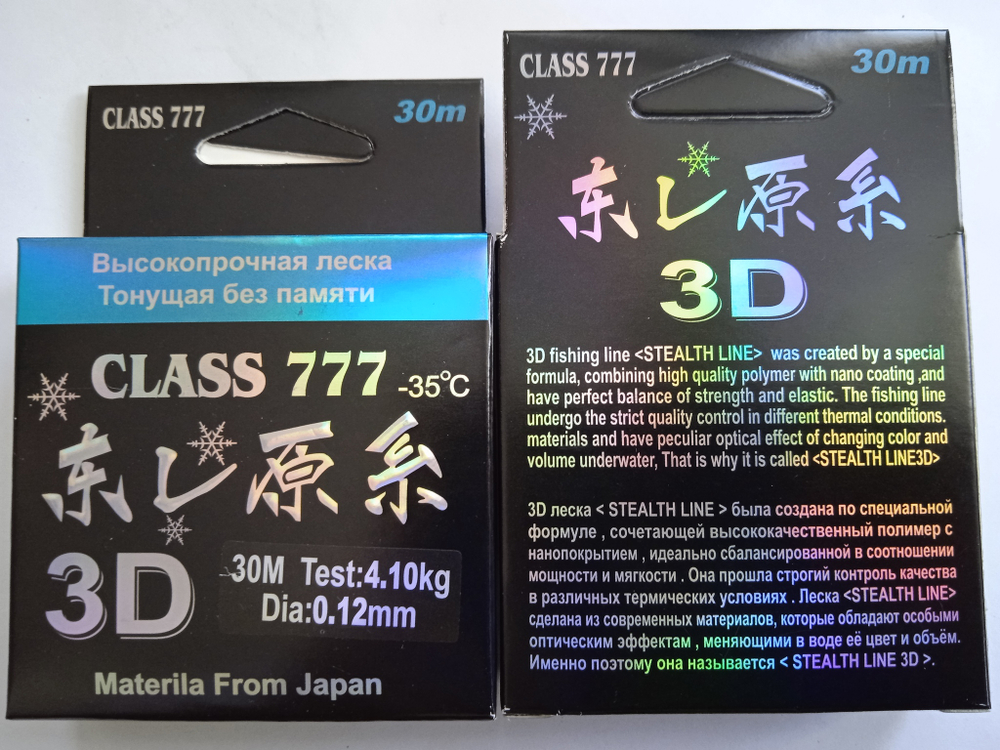 CLASS 777 30m
Высокопрочная леска
Тонущая без памяти
CLASS 777 -35°C
东レ原系
3D
30M Test:4.10kg
Dia:0.12mm
Materila From Japan
CLASS 777 30m
东レ原系
3D
3D fishing line <STEALTH LINE> was created by a special
formula, combining high quality polymer with nano coating ,and
have perfect balance of strength and elastic. The fishing line
undergo the strict quality control in different thermal conditions.
materials and have peculiar optical effect of changing color and
volume underwater, That is why it is called <STEALTH LINE3D>
3D леска < STEALTH LINE > была создана по специальной
формуле , сочетающей высококачественный полимер с
нанопокрытием , идеально сбалансированной в соотношении
мощности и мягкости . Она прошла строгий контроль качества
в различных термических условиях . Леска <STEALTH LINE>
сделана из современных материалов, которые обладают особыми
оптическим эффектам , меняющими в воде её цвет и объём.
Именно поэтому она называется < STEALTH LINE 3D >.